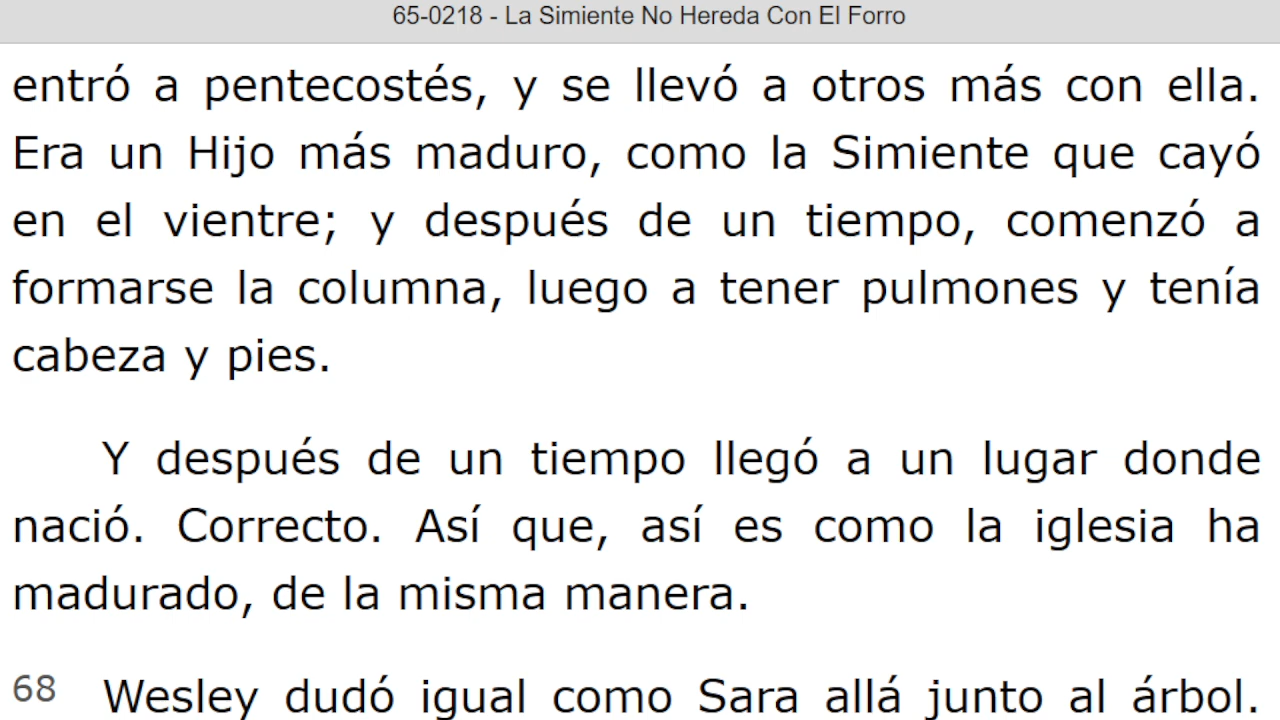 65-0218 - La Simiente No Hereda Con El Forro
entró a pentecostés, y se llevó a otros más con ella.
Era un Hijo más maduro, como la Simiente que cayó
en el vientre; y después de un tiempo, comenzó a
formarse la columna, luego a tener pulmones y tenía
cabeza y pies.
Y después de un tiempo llegó a un lugar donde
nació. Correcto. Así que, así es como la iglesia ha
madurado, de la misma manera.
68 Wesley dudó igual como Sara allá junto al árbol.